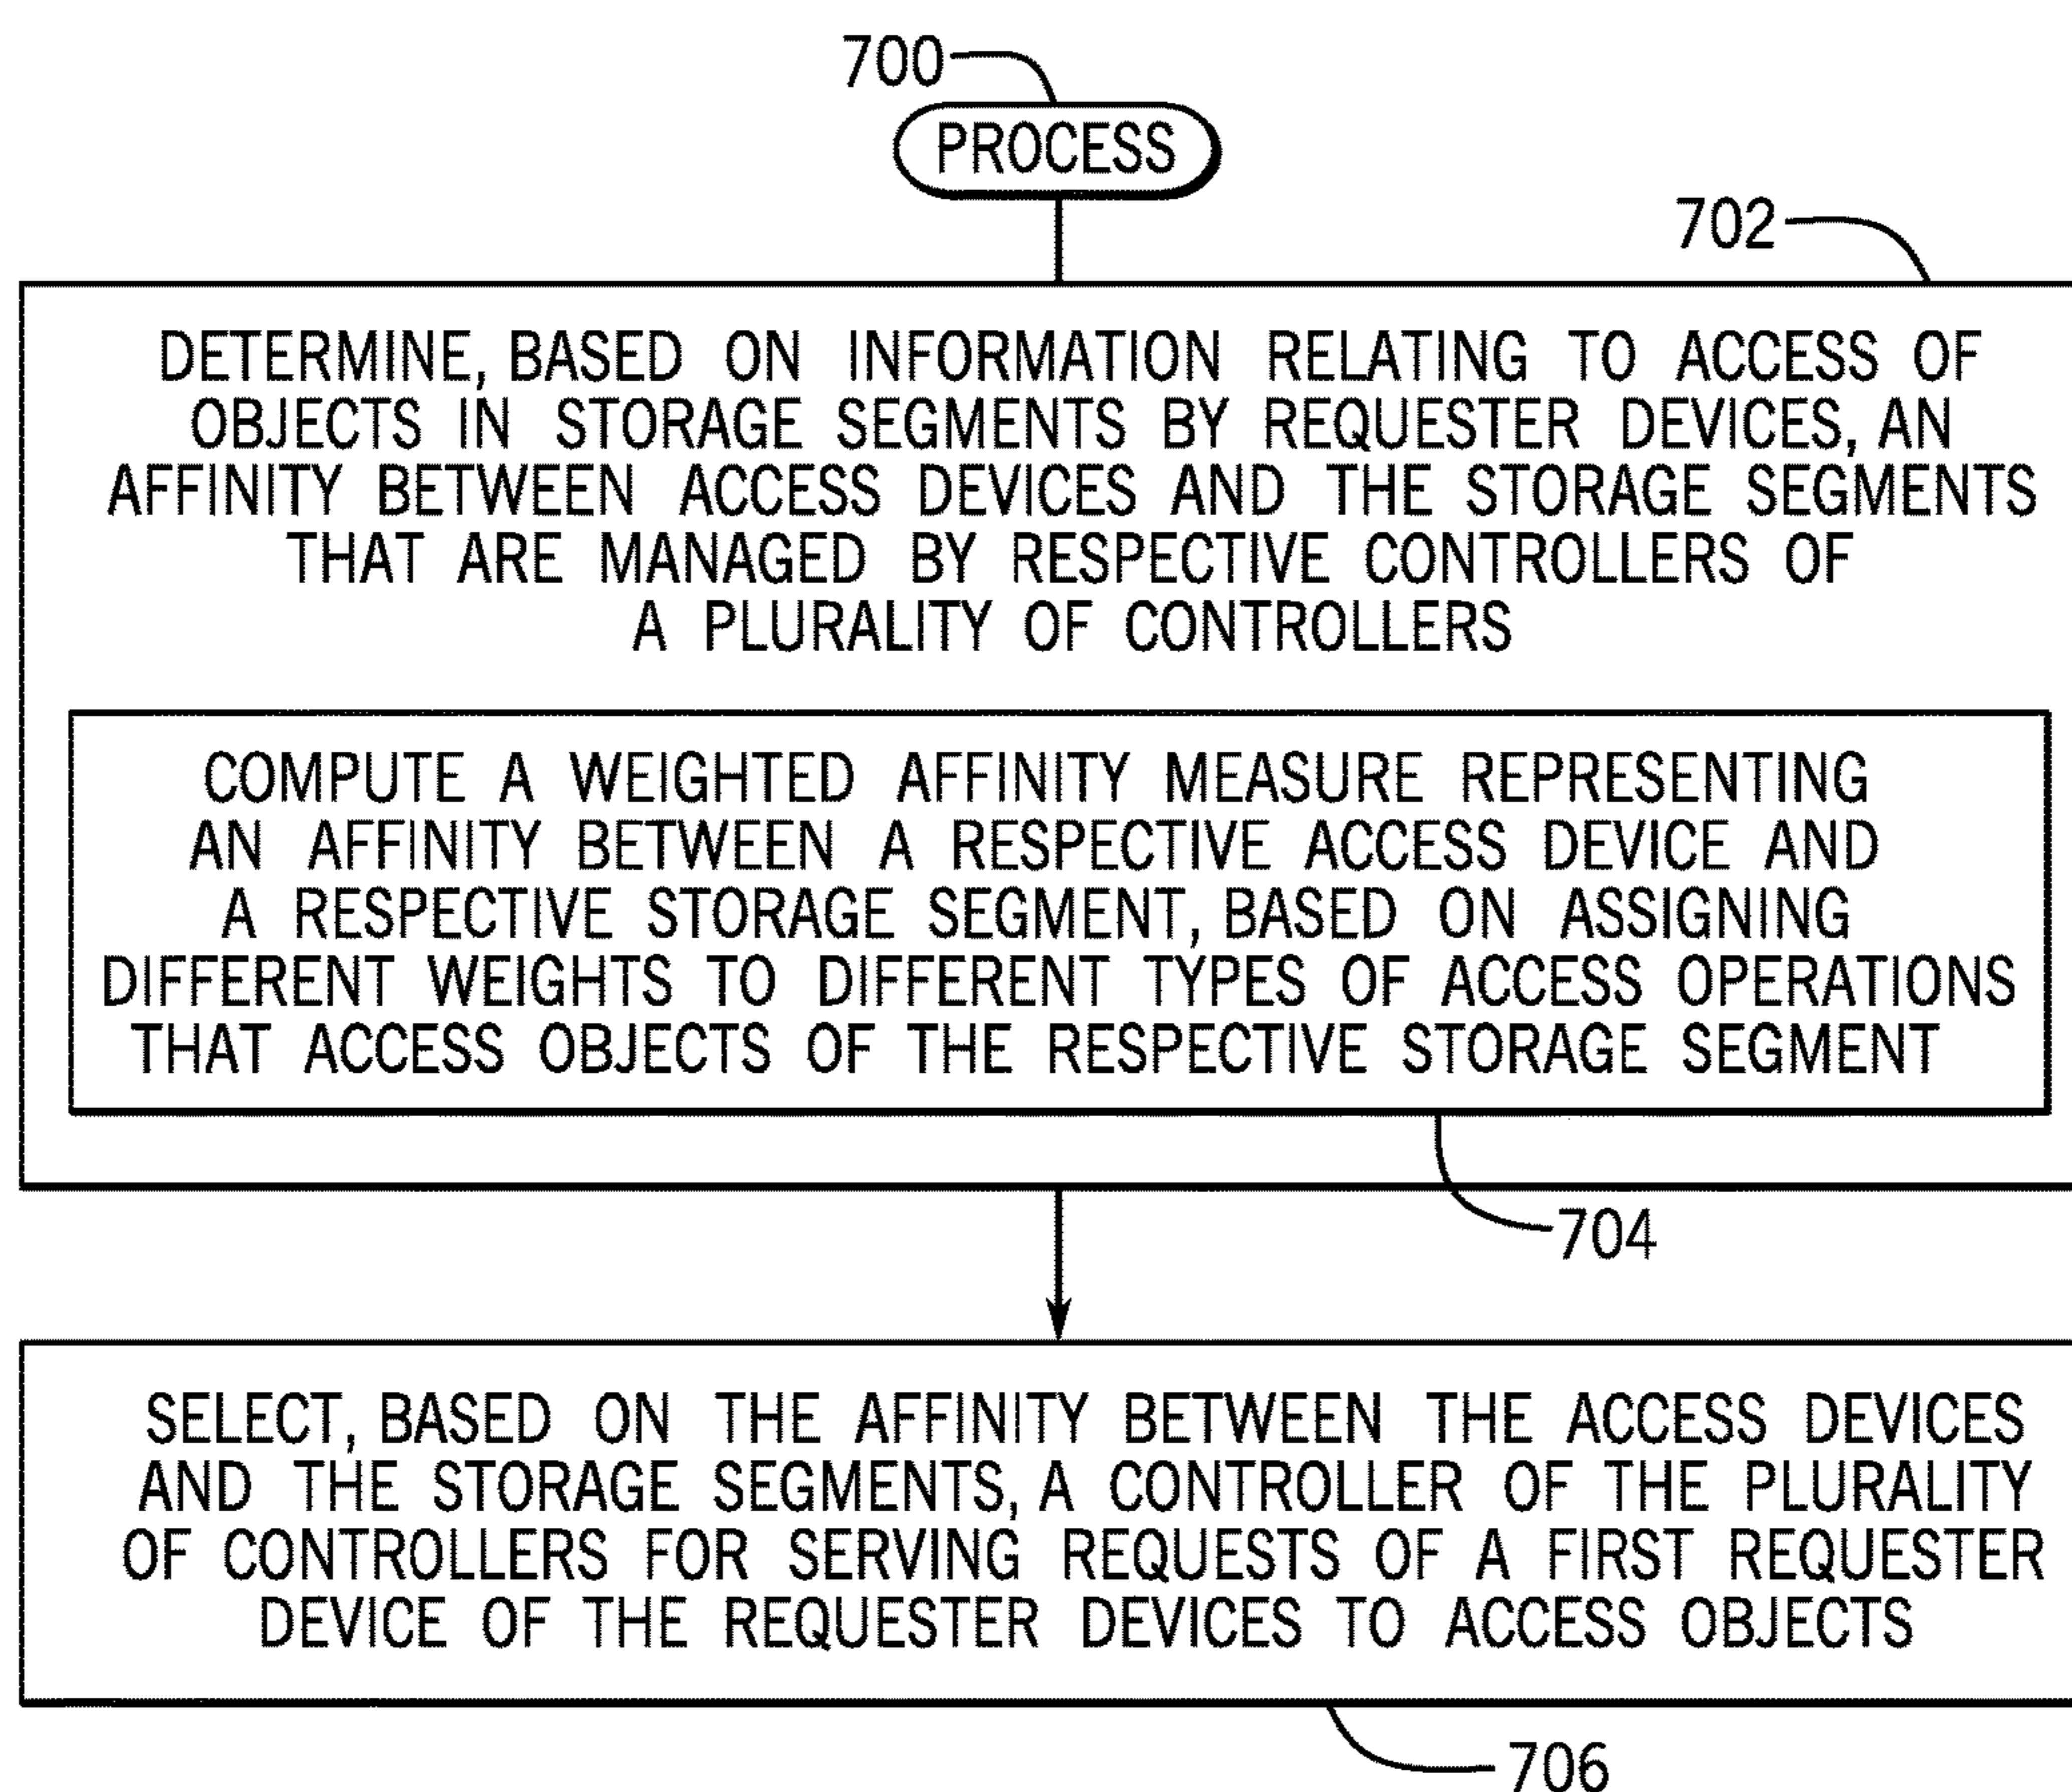 700
PROCESS
702
DETERMINE, BASED ON INFORMATION RELATING TO ACCESS OF
OBJECTS IN STORAGE SEGMENTS BY REQUESTER DEVICES, AN
AFFINITY BETWEEN ACCESS DEVICES AND THE STORAGE SEGMENTS
THAT ARE MANAGED BY RESPECTIVE CONTROLLERS OF
A PLURALITY OF CONTROLLERS
COMPUTE A WEIGHTED AFFINITY MEASURE REPRESENTING
AN AFFINITY BETWEEN A RESPECTIVE ACCESS DEVICE AND
A RESPECTIVE STORAGE SEGMENT, BASED ON ASSIGNING
DIFFERENT WEIGHTS TO DIFFERENT TYPES OF ACCESS OPERATIONS
THAT ACCESS OBJECTS OF THE RESPECTIVE STORAGE SEGMENT
704
SELECT, BASED ON THE AFFINITY BETWEEN THE ACCESS DEVICES
AND THE STORAGE SEGMENTS, A CONTROLLER OF THE PLURALITY
OF CONTROLLERS FOR SERVING REQUESTS OF A FIRST REQUESTER
DEVICE OF THE REQUESTER DEVICES TO ACCESS OBJECTS
706